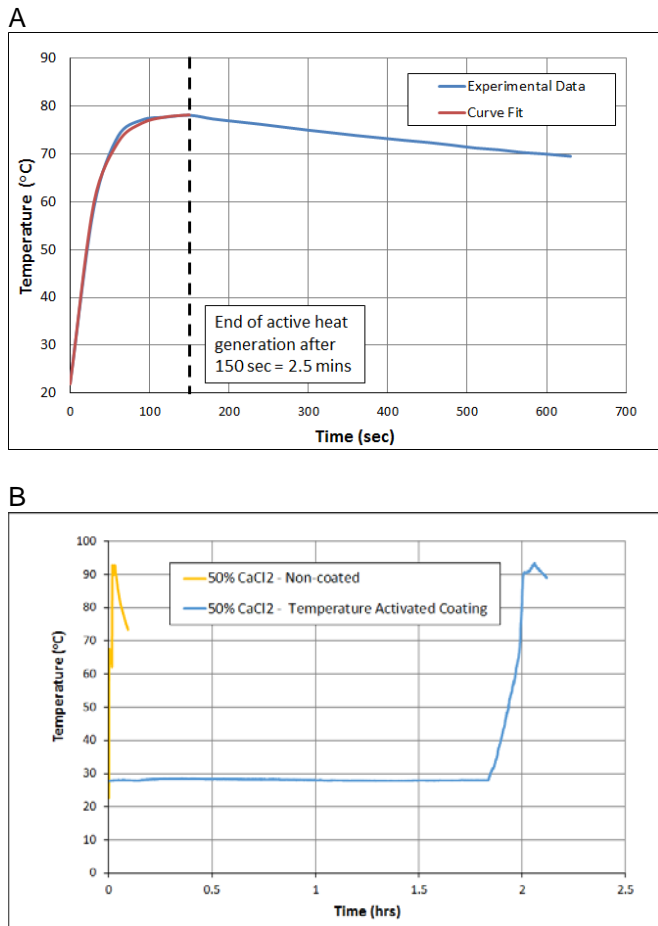 A
90
80
70
60
50
40
30
20
Temperature (°C)
Experimental Data
Curve Fit
End of active heat
generation after
150 sec = 2.5 mins
0 100 200 300 400 500 600 700
Time (sec)
B
100
90
80
70
60
50
40
30
20
10
0
Temperature (°C)
50% CaCl2 - Non-coated
50% CaCl2 - Temperature Activated Coating
0 0.5 1 1.5 2 2.5
Time (hrs)